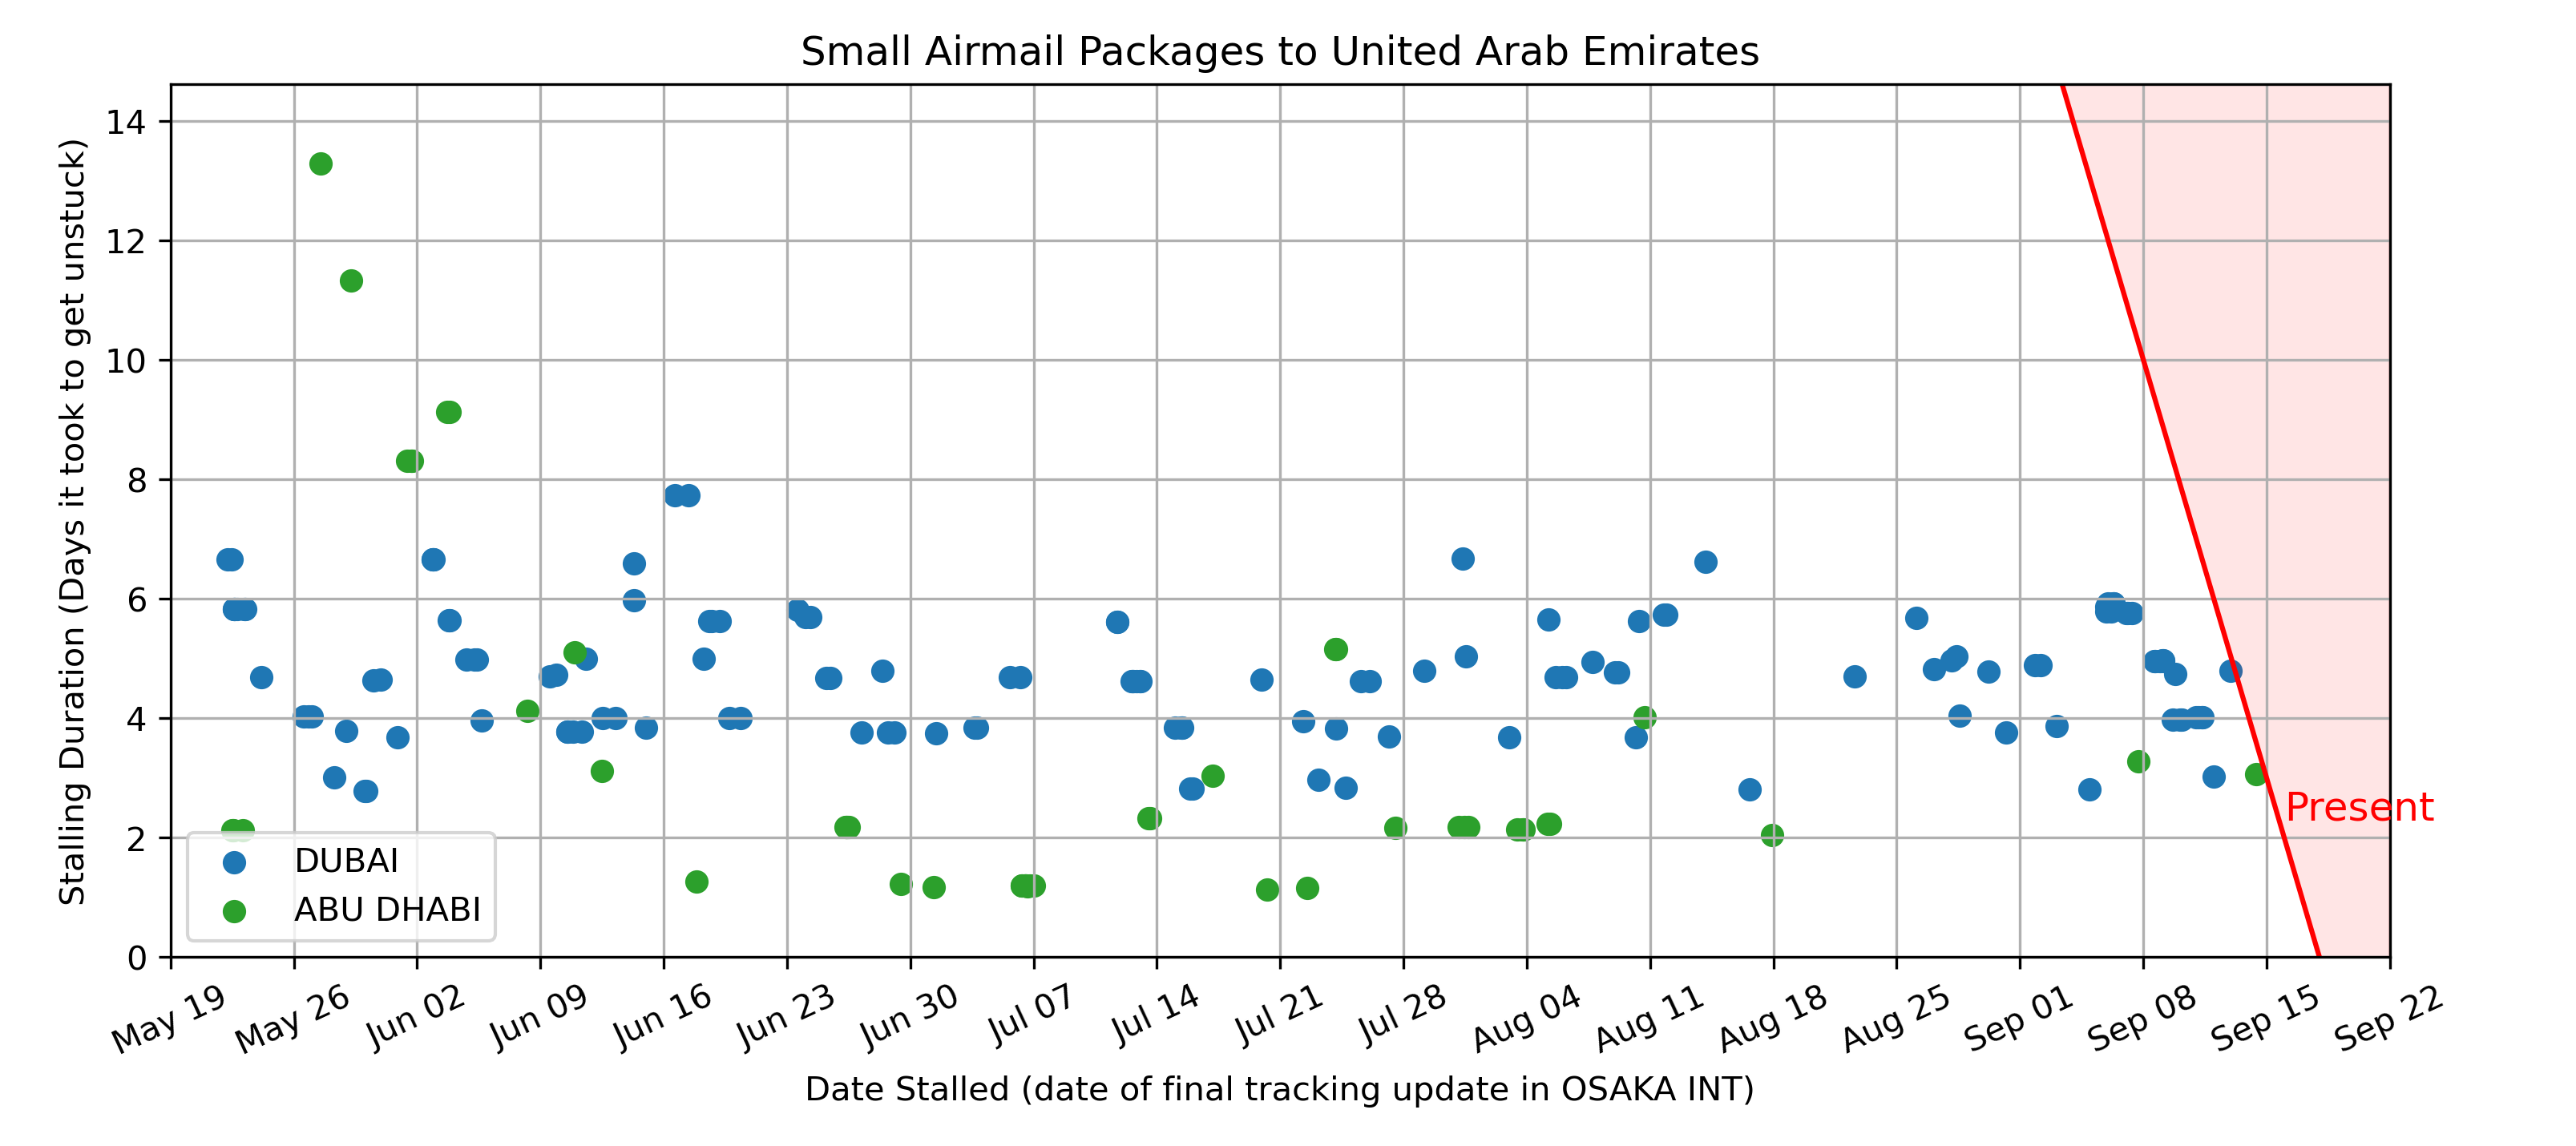 Small Airmail Packages to United Arab Emirates
Stalling Duration (Days it took to get unstuck)
14
12
10
8
6
4
2
0
Present
DUBAI
ABU DHABI
May 19
May 26
Jun 02
Jun 09
Jun 16
Jun 23
Jun 30
Jul 07
Jul 14
Jul 21
Jul 28
Aug 04
Aug 11
Aug 18
Aug 25
Sep 01
Sep 08
Sep 15
Sep 22
Date Stalled (date of final tracking update in OSAKA INT)